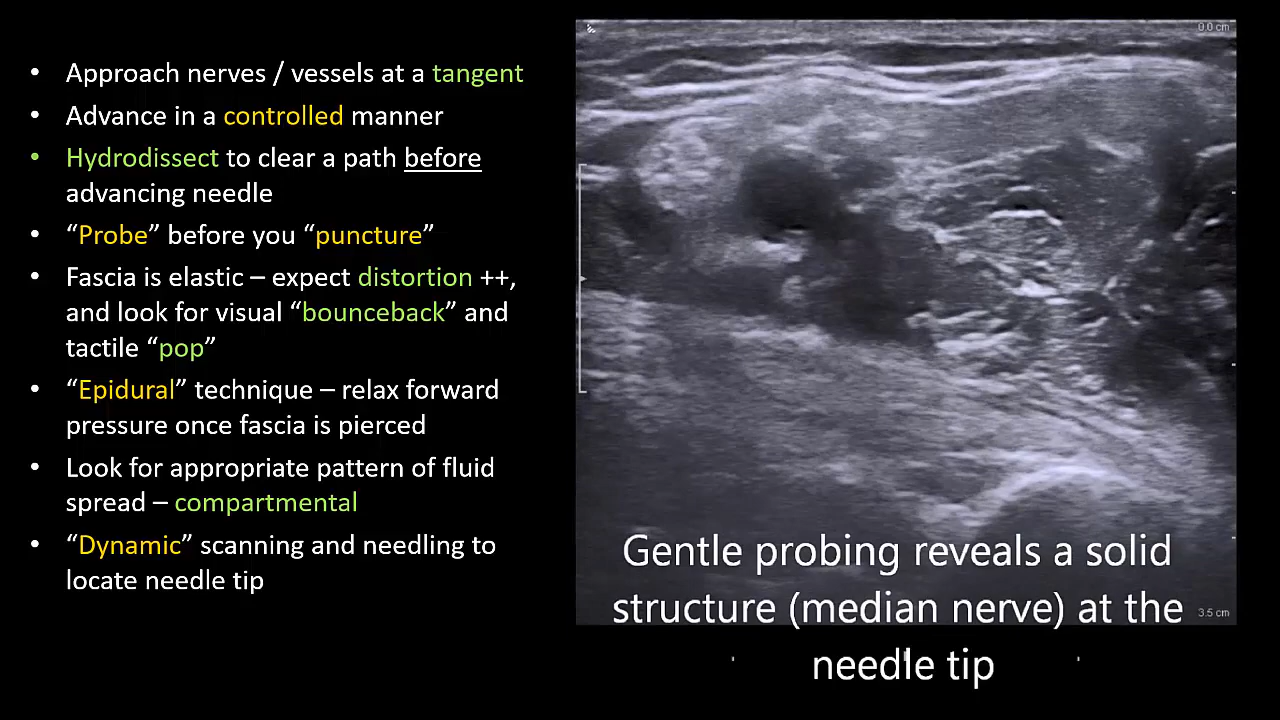 • Approach nerves / vessels at a tangent
• Advance in a controlled manner
• Hydrodissect to clear a path before
advancing needle
• “Probe” before you “puncture”
• Fascia is elastic – expect distortion ++,
and look for visual “bounceback” and
tactile “pop”
• “Epidural” technique – relax forward
pressure once fascia is pierced
• Look for appropriate pattern of fluid
spread – compartmental
• “Dynamic” scanning and needling to
locate needle tip
0.0 cm
Gentle probing reveals a solid
structure (median nerve) at the
needle tip
3.5 cm